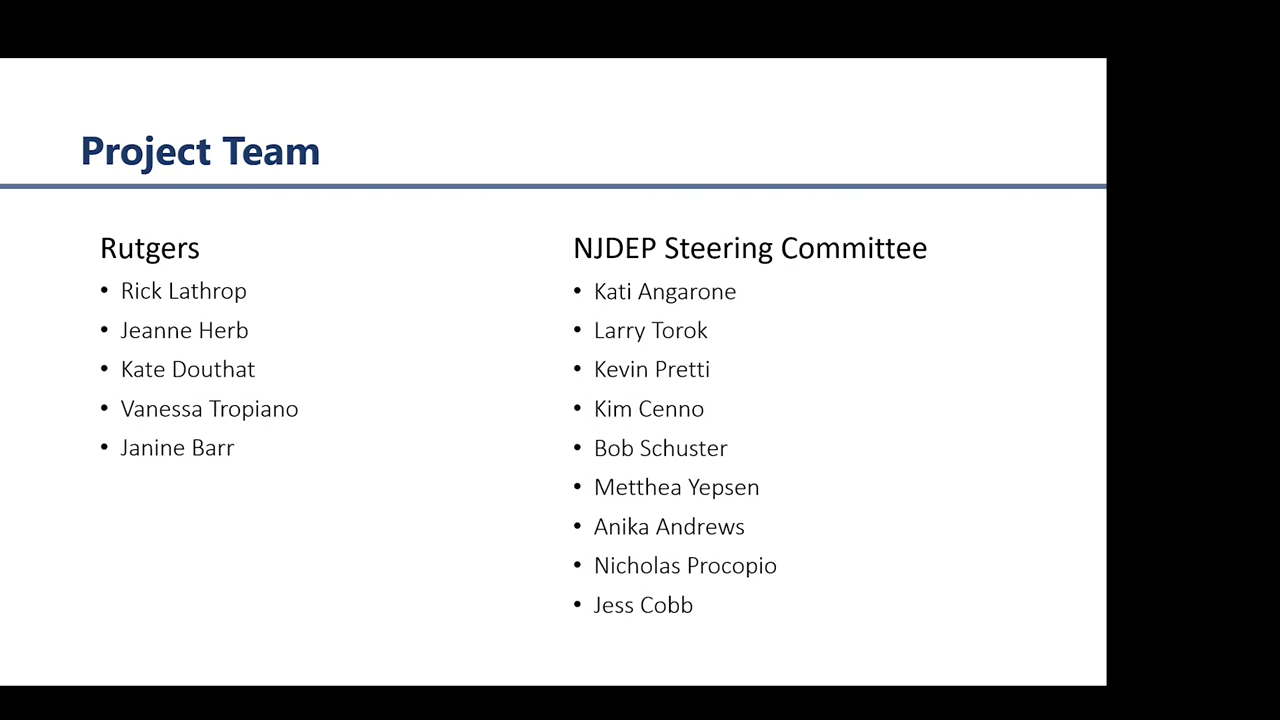 Project Team
Rutgers
• Rick Lathrop
• Jeanne Herb
• Kate Douthat
• Vanessa Tropiano
• Janine Barr
NJDEP Steering Committee
• Kati Angarone
• Larry Torok
• Kevin Pretti
• Kim Cenno
• Bob Schuster
• Metthea Yepsen
• Anika Andrews
• Nicholas Procopio
• Jess Cobb